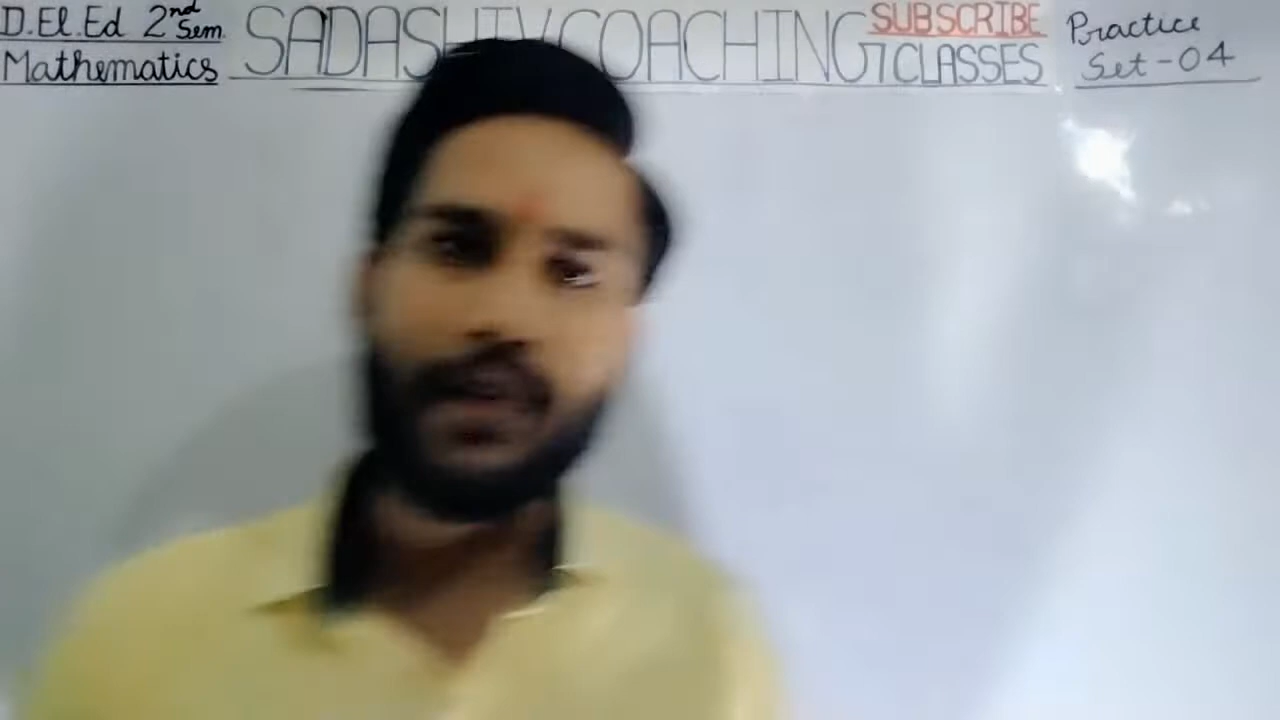 D.El.Ed 2nd Sem.
Mathematics
SADASHIV COACHING
SUBSCRIBE
CLASSES
Practice
Set-04